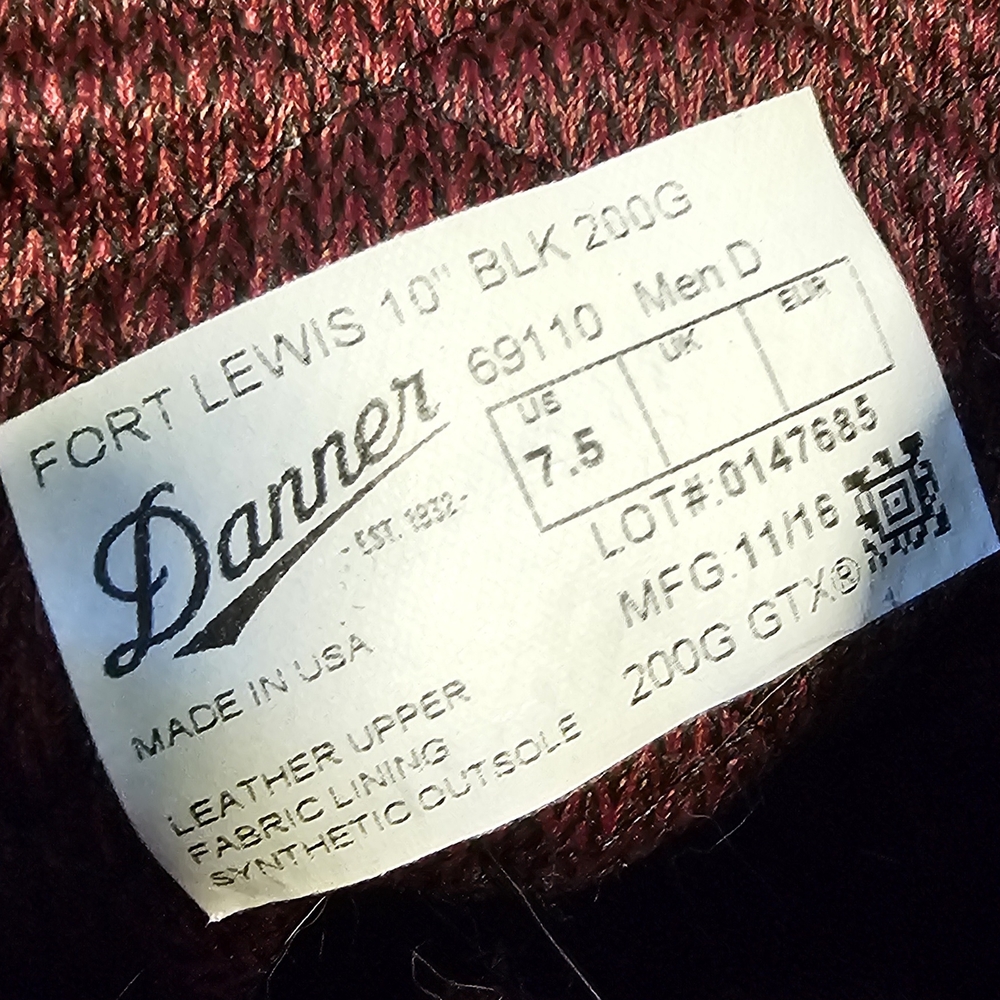 FORT LEWIS 10" BLK 200G
69110 Men D
Danner
-EST. 1932-
US UK EUR
7.5
LOT#:0147685
MFG:11/16
200G GTX®
MADE IN USA
LEATHER UPPER
FABRIC LINING
SYNTHETIC OUTSOLE